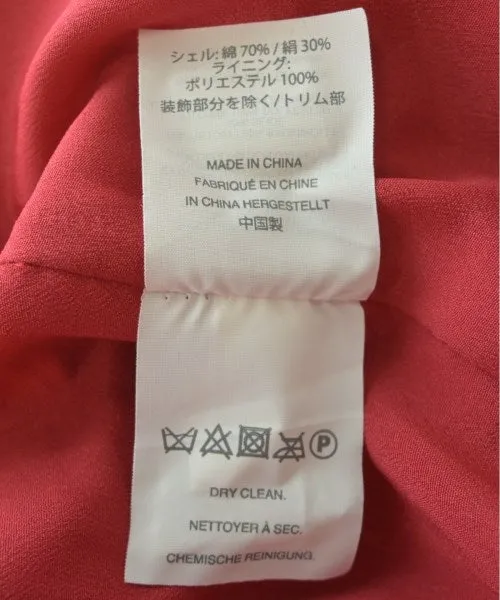 シェル: 綿 70% / 絹 30%
ライニング:
ポリエステル 100%
装飾部分を除く/トリム部
MADE IN CHINA
FABRIQUÉ EN CHINE
IN CHINA HERGESTELLT
中国製
P
DRY CLEAN.
NETTOYER À SEC.
CHEMISCHE REINIGUNG.